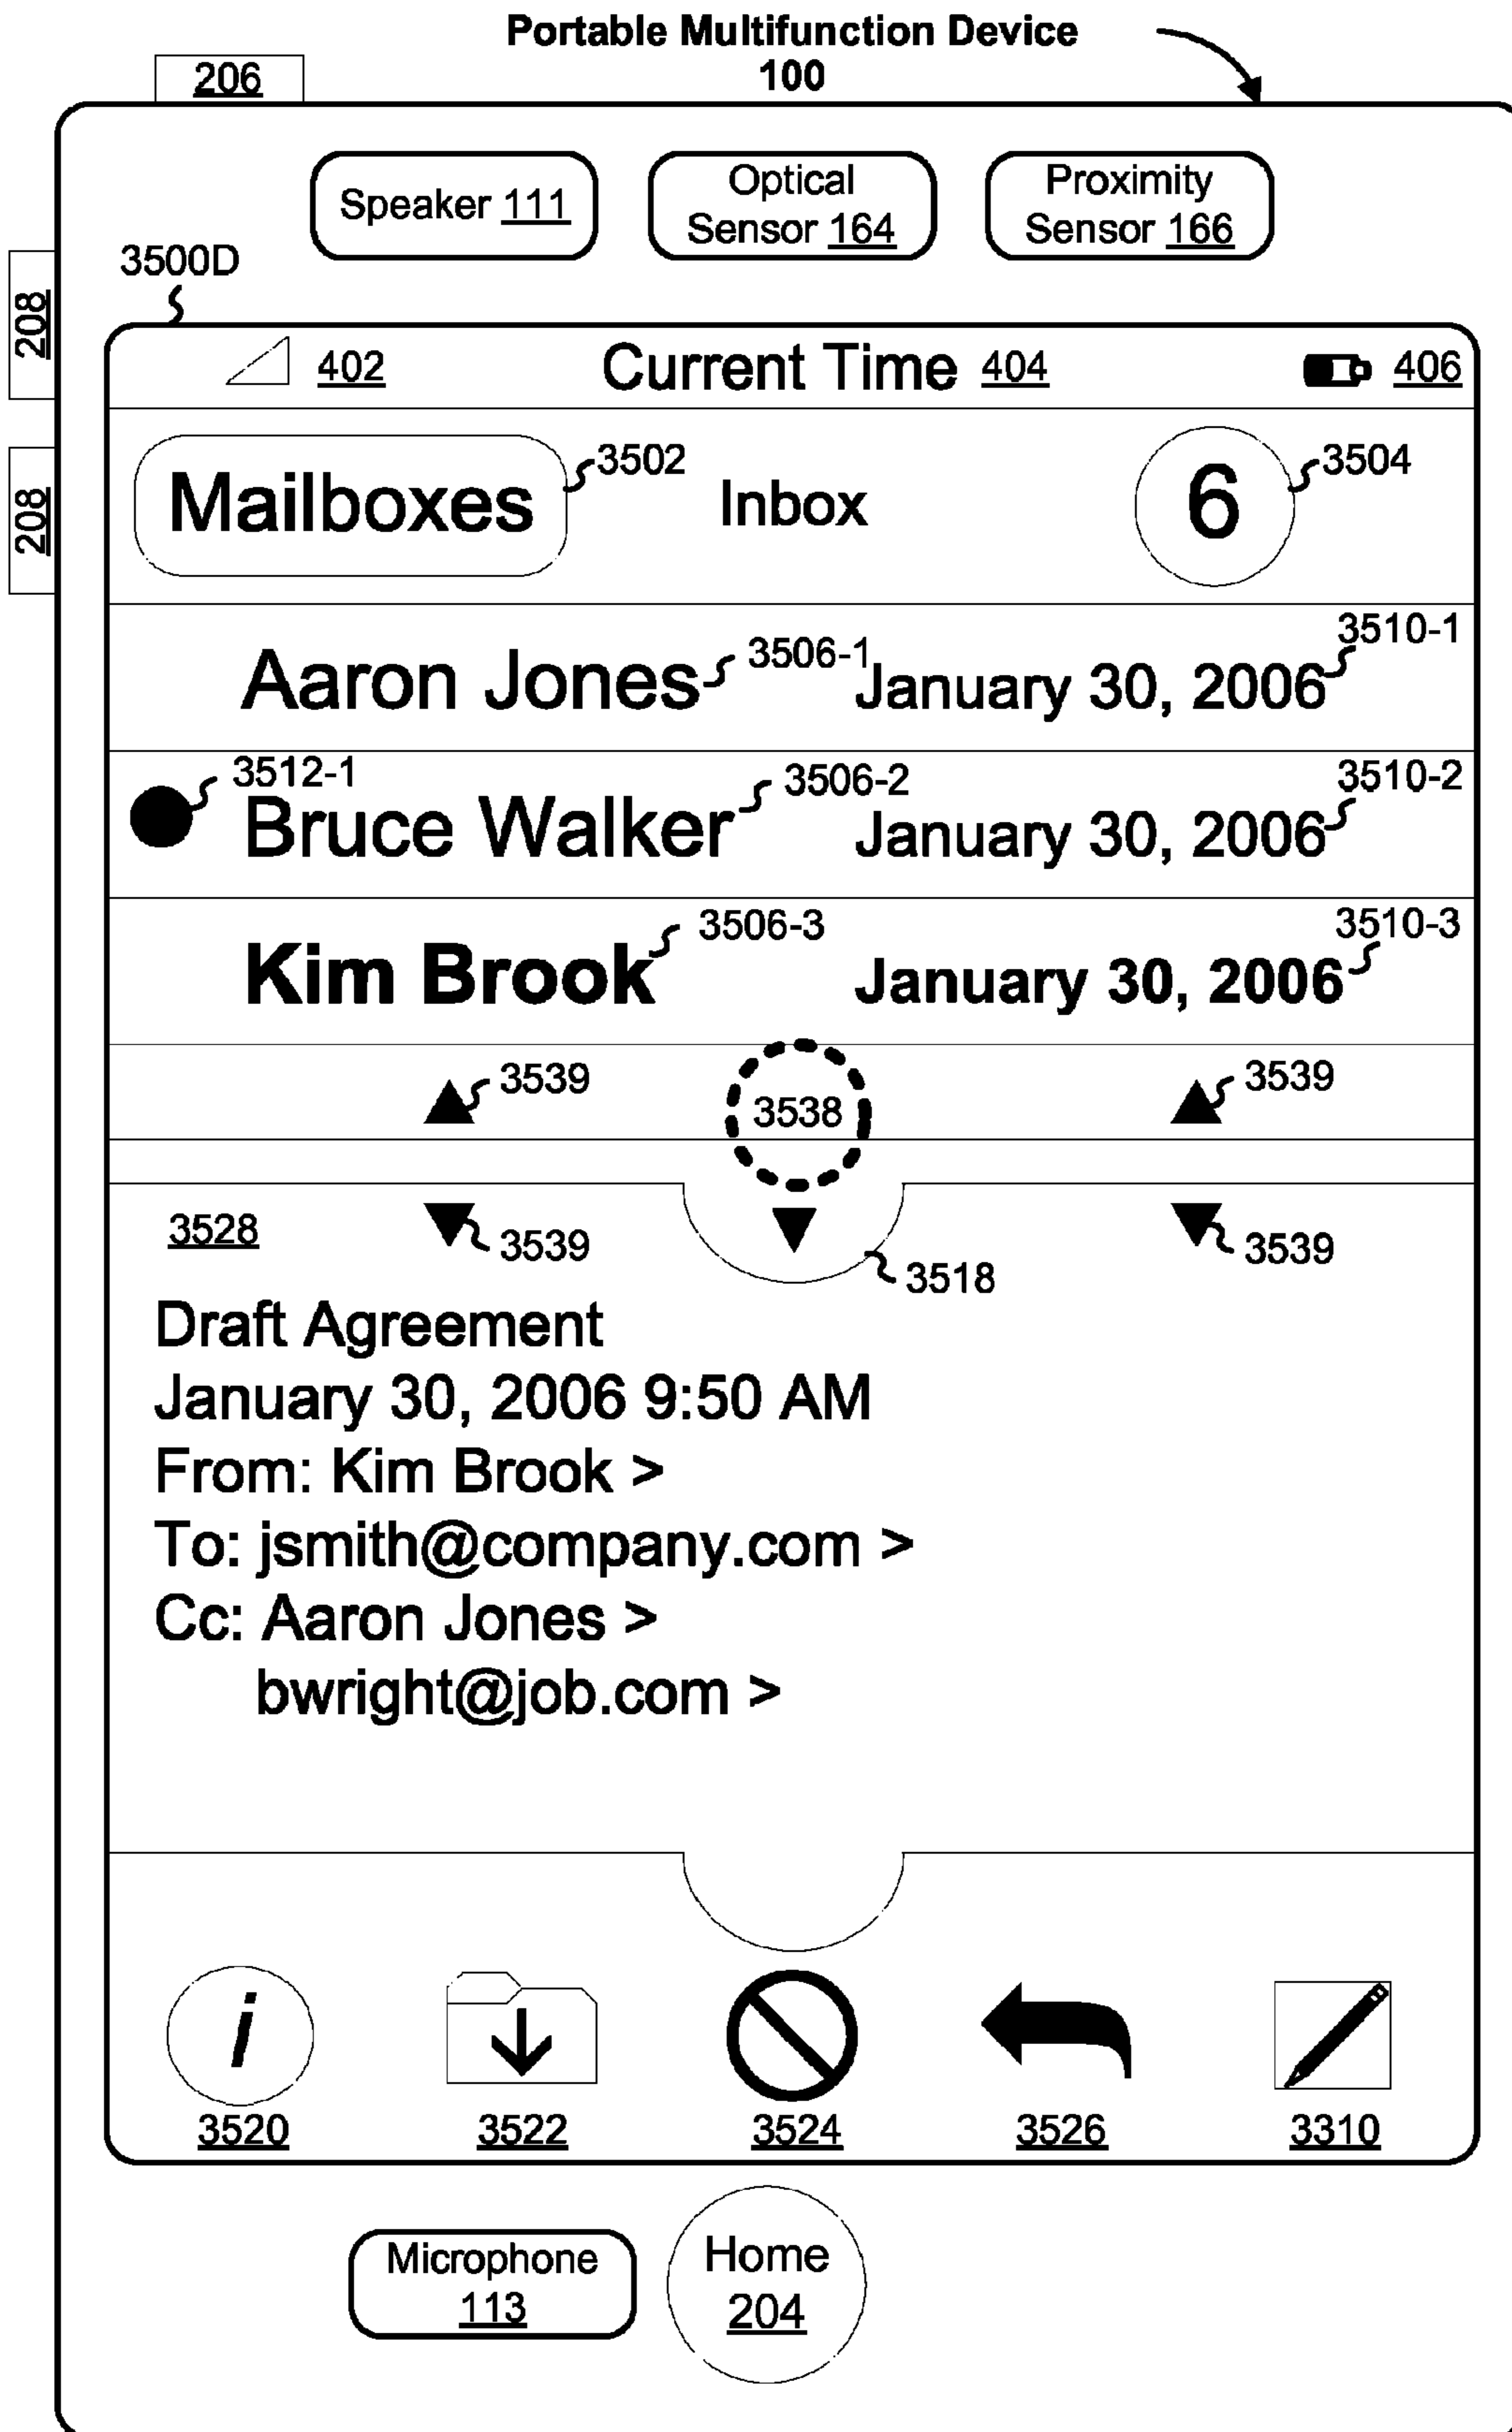 Portable Multifunction Device
100
206
Speaker 111
Optical
Sensor 164
Proximity
Sensor 166
3500D
208
208
402
Current Time 404
406
Mailboxes
3502
Inbox
6
3504
Aaron Jones
3506-1
January 30, 2006
3510-1
3512-1
Bruce Walker
3506-2
January 30, 2006
3510-2
Kim Brook
3506-3
January 30, 2006
3510-3
3539
3538
3539
3528
3539
3518
3539
Draft Agreement
January 30, 2006 9:50 AM
From: Kim Brook >
To: jsmith@company.com >
Cc: Aaron Jones >
bwright@job.com >
i
3520
3522
3524
3526
3310
Microphone
113
Home
204